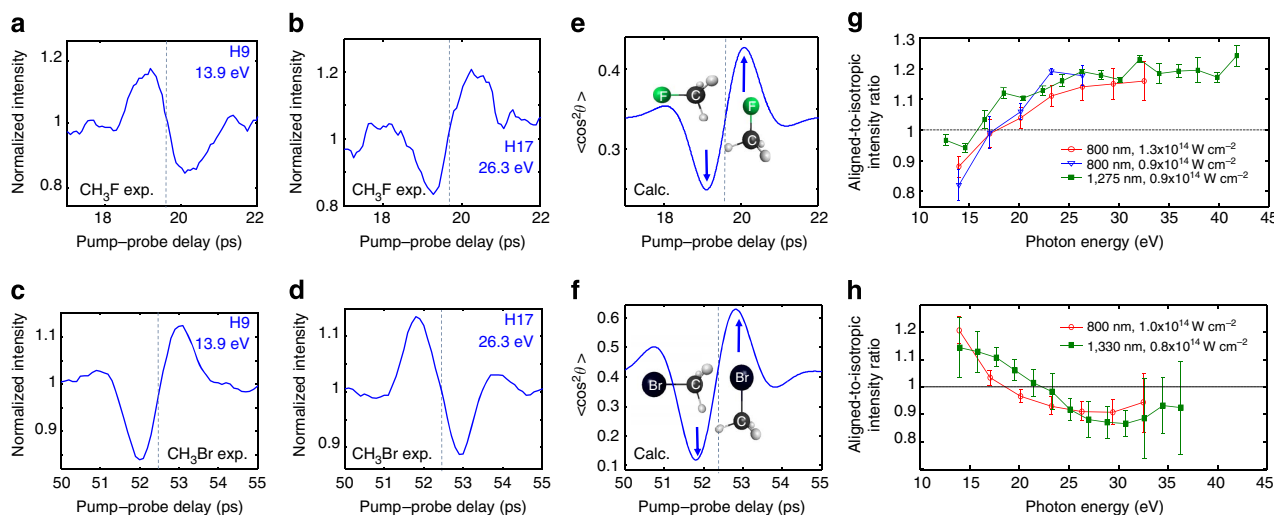 a
Normalized intensity
1.2
1
0.8
H9
13.9 eV
CH3F exp.
18
20
22
Pump–probe delay (ps)
b
Normalized intensity
1.2
1
0.8
H17
26.3 eV
CH3F exp.
18
20
22
Pump–probe delay (ps)
e
<cos2θ >
0.4
0.3
F
C
F
C
Calc.
18
20
22
Pump–probe delay (ps)
g
Aligned-to-isotropic
intensity ratio
1.3
1.2
1.1
1
0.9
0.8
800 nm, 1.3x10^14 W cm^–2
800 nm, 0.9x10^14 W cm^–2
1,275 nm, 0.9x10^14 W cm^–2
10
15
20
25
30
35
40
45
Photon energy (eV)
c
Normalized intensity
1.1
1
0.9
H9
13.9 eV
CH3Br exp.
50
51
52
53
54
55
Pump–probe delay (ps)
d
Normalized intensity
1.1
1
0.9
H17
26.3 eV
CH3Br exp.
50
51
52
53
54
55
Pump–probe delay (ps)
f
<cos2θ >
0.6
0.5
0.4
0.3
0.2
0.1
Br
C
Br
C
Calc.
50
51
52
53
54
55
Pump–probe delay (ps)
h
Aligned-to-isotropic
intensity ratio
1.2
1.1
1
0.9
0.8
800 nm, 1.0x10^14 W cm^–2
1,330 nm, 0.8x10^14 W cm^–2
10
15
20
25
30
35
40
45
Photon energy (eV)